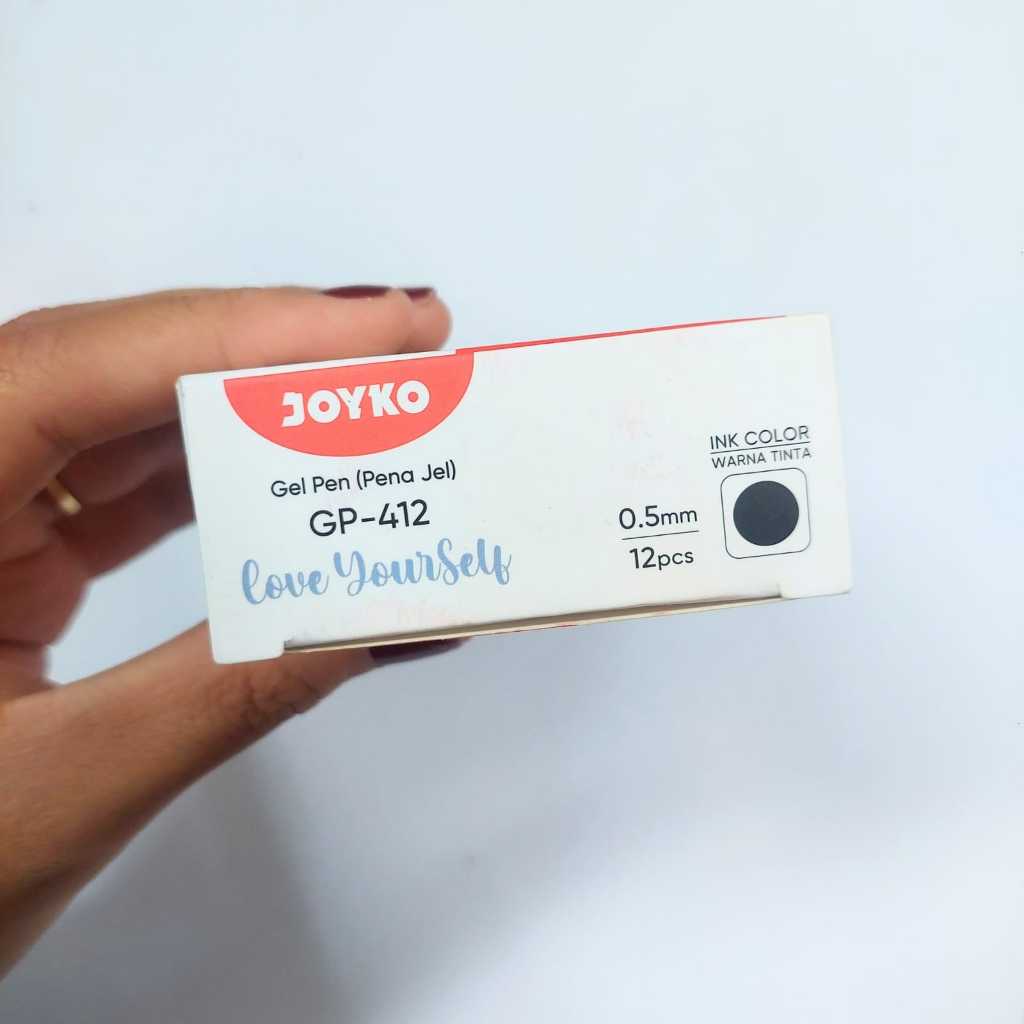 JOYKO
Gel Pen (Pena Jel)
GP-412
Love YourSelf
0.5mm
12pcs
INK COLOR
WARNA TINTA